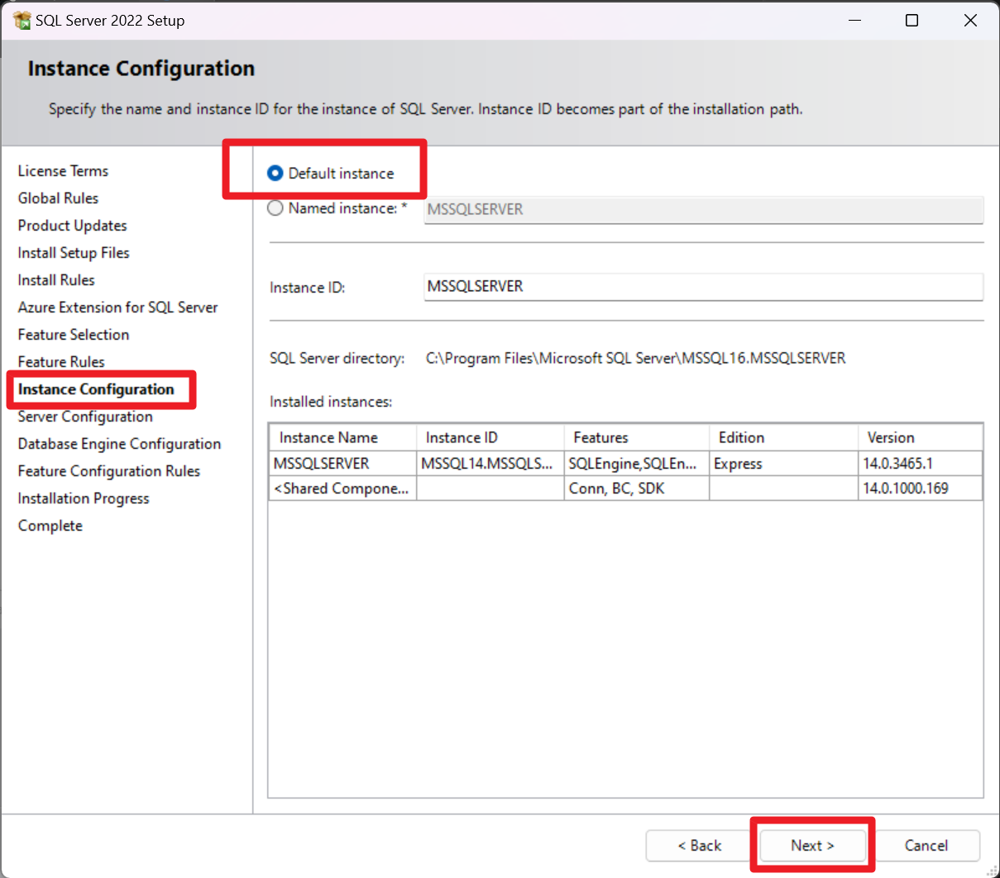 SQL Server 2022 Setup
Instance Configuration
Specify the name and instance ID for the instance of SQL Server. Instance ID becomes part of the installation path.
License Terms
Global Rules
Product Updates
Install Setup Files
Install Rules
Azure Extension for SQL Server
Feature Selection
Feature Rules
Instance Configuration
Server Configuration
Database Engine Configuration
Feature Configuration Rules
Installation Progress
Complete
Default instance
Named instance: * MSSQLSERVER
Instance ID: MSSQLSERVER
SQL Server directory: C:\Program Files\Microsoft SQL Server\MSSQL16.MSSQLSERVER
Installed instances:
Instance Name Instance ID Features Edition Version
MSSQLSERVER MSSQL14.MSSQLS... SQLEngine,SQLEn... Express 14.0.3465.1
<Shared Compone... Conn, BC, SDK 14.0.1000.169
< Back Next > Cancel